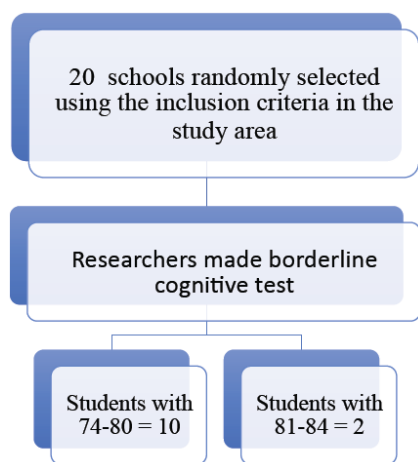 20 schools randomly selected
using the inclusion criteria in the
study area
Researchers made borderline
cognitive test
Students with
74-80 = 10
Students with
81-84 = 2